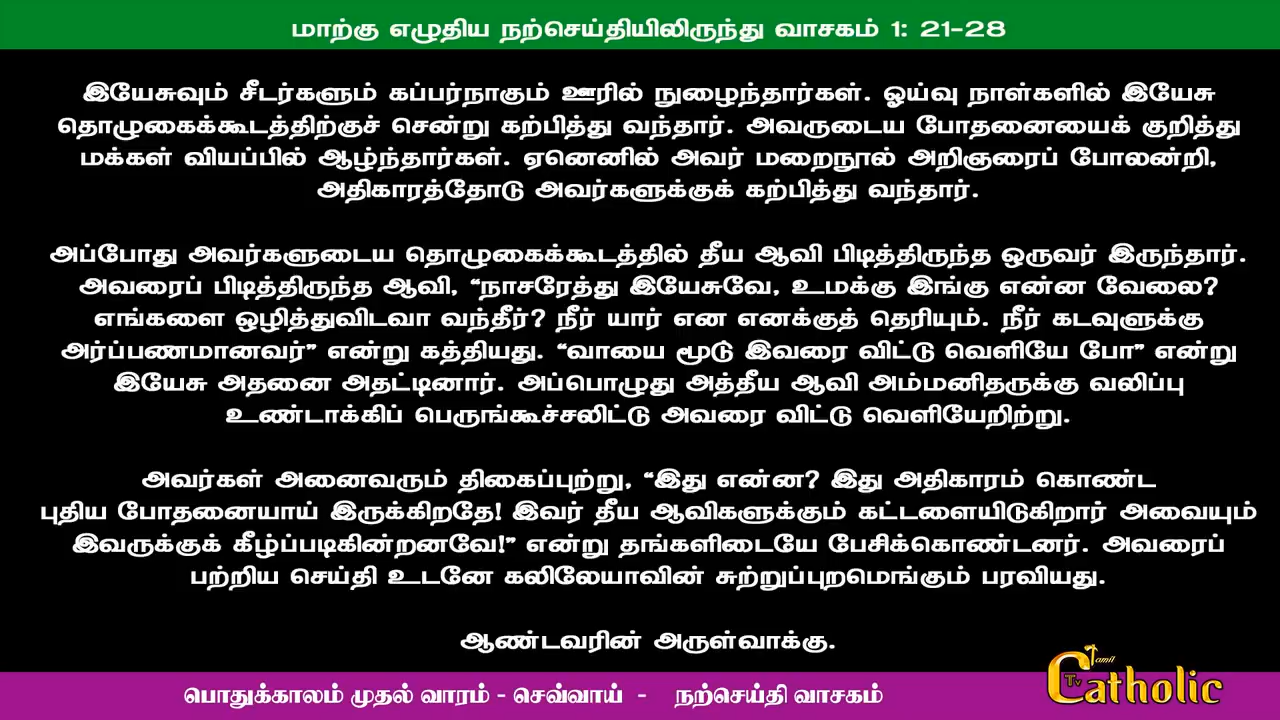 மாற்கு எழுதிய நற்செய்தியிலிருந்து வாசகம் 1: 21-28
இயேசுவும் சீடர்களும் கப்பர்நாகும் ஊரில் நுழைந்தார்கள். ஓய்வு நாள்களில் இயேசு
தொழுகைக்கூடத்திற்குச் சென்று கற்பித்து வந்தார். அவருடைய போதனையைக் குறித்து
மக்கள் வியப்பில் ஆழ்ந்தார்கள். ஏனெனில் அவர் மறைநூல் அறிஞரைப் போலன்றி,
அதிகாரத்தோடு அவர்களுக்குக் கற்பித்து வந்தார்.
அப்போது அவர்களுடைய தொழுகைக்கூடத்தில் தீய ஆவி பிடித்திருந்த ஒருவர் இருந்தார்.
அவரைப் பிடித்திருந்த ஆவி, “நாசரேத்து இயேசுவே, உமக்கு இங்கு என்ன வேலை?
எங்களை ஒழித்துவிடவா வந்தீர்? நீர் யார் என எனக்குத் தெரியும். நீர் கடவுளுக்கு
அர்ப்பணமானவர்” என்று கத்தியது. “வாயை மூடு! இவரை விட்டு வெளியே போ” என்று
இயேசு அதனை அதட்டினார். அப்பொழுது அத்தீய ஆவி அம்மனிதருக்கு வலிப்பு
உண்டாக்கிப் பெருங்கூச்சலிட்டு அவரை விட்டு வெளியேறிற்று.
அவர்கள் அனைவரும் திகைப்புற்று, “இது என்ன? இது அதிகாரம் கொண்ட
புதிய போதனையாய் இருக்கிறதே! இவர் தீய ஆவிகளுக்கும் கட்டளையிடுகிறார் அவையும்
இவருக்குக் கீழ்ப்படிகின்றனவே!” என்று தங்களிடையே பேசிக்கொண்டனர். அவரைப்
பற்றிய செய்தி உடனே கலிலேயாவின் சுற்றுப்புறமெங்கும் பரவியது.
ஆண்டவரின் அருள்வாக்கு.
பொதுக்காலம் முதல் வாரம் - செவ்வாய் - நற்செய்தி வாசகம்
Tamil Catholic Tv